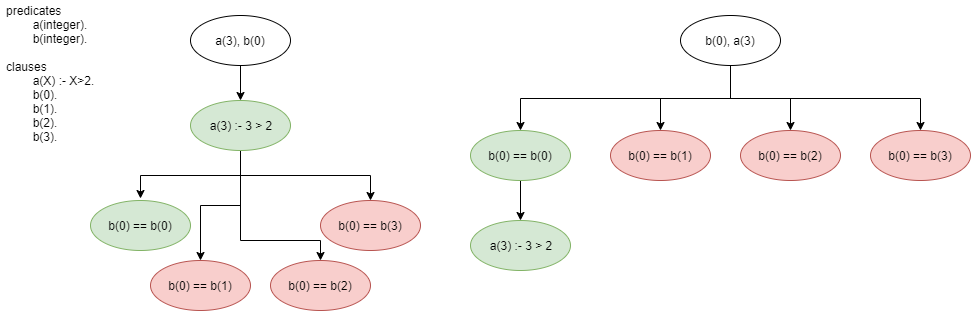 predicates
a(integer).
b(integer).
clauses
a(X) :- X>2.
b(0).
b(1).
b(2).
b(3).
a(3), b(0)
a(3) :- 3 > 2
b(0) == b(0)
b(0) == b(3)
b(0) == b(1)
b(0) == b(2)
b(0), a(3)
b(0) == b(0)
b(0) == b(1)
b(0) == b(2)
b(0) == b(3)
a(3) :- 3 > 2